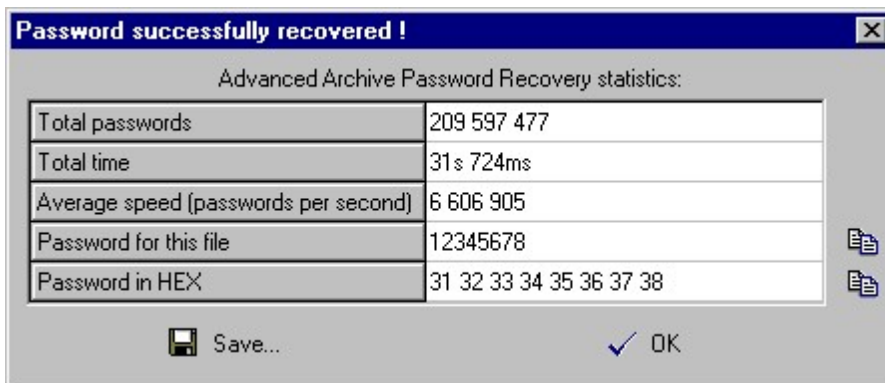 Password successfully recovered !
Advanced Archive Password Recovery statistics:
Total passwords 209 597 477
Total time 31s 724ms
Average speed (passwords per second) 6 606 905
Password for this file 12345678
Password in HEX 31 32 33 34 35 36 37 38
Save... OK